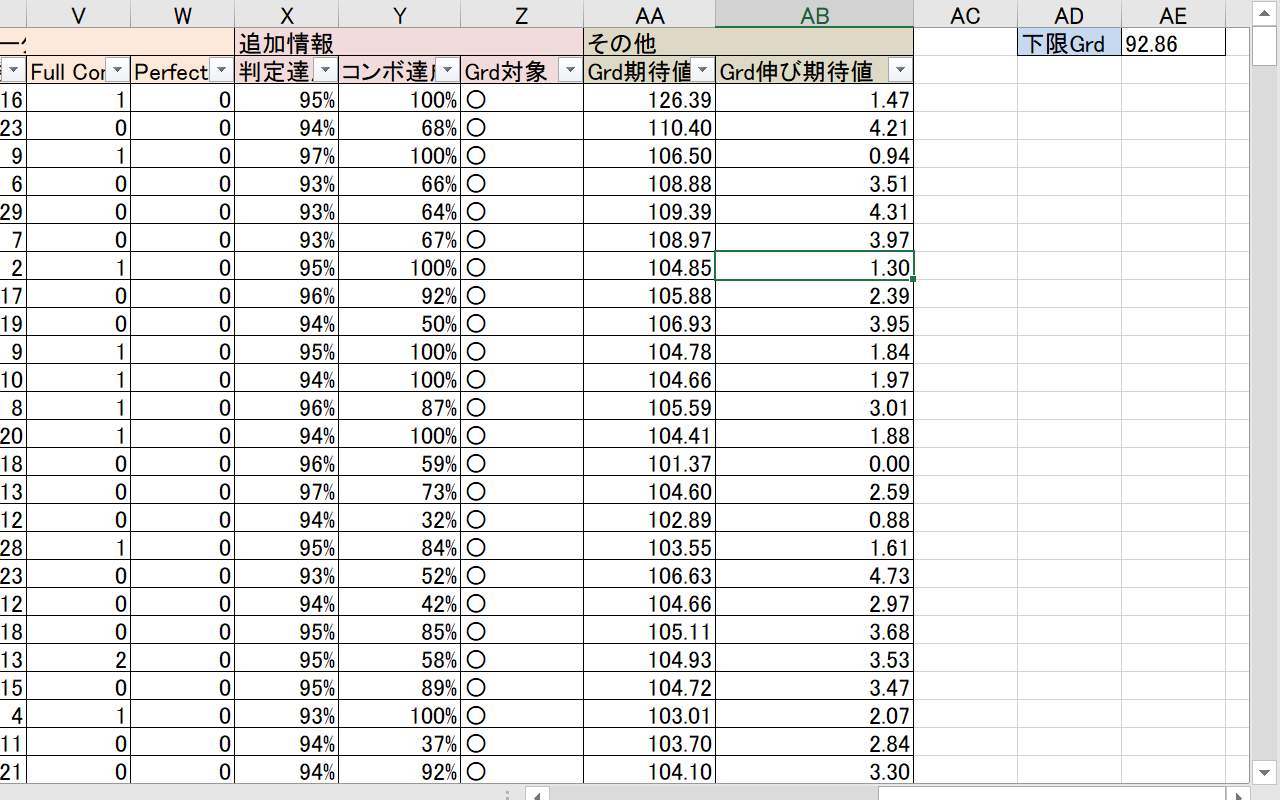 V W X Y Z AA AB AC AD AE
追加情報 その他 下限Grd 92.86
Full Cor Perfect 判定達 コンボ達 Grd対象 Grd期待値 Grd伸び期待値
16 1 0 95% 100% ○ 126.39 1.47
23 0 0 94% 68% ○ 110.40 4.21
9 1 0 97% 100% ○ 106.50 0.94
6 0 0 93% 66% ○ 108.88 3.51
29 0 0 93% 64% ○ 109.39 4.31
7 0 0 93% 67% ○ 108.97 3.97
2 1 0 95% 100% ○ 104.85 1.30
17 0 0 96% 92% ○ 105.88 2.39
19 0 0 94% 50% ○ 106.93 3.95
9 1 0 95% 100% ○ 104.78 1.84
10 1 0 94% 100% ○ 104.66 1.97
8 1 0 96% 87% ○ 105.59 3.01
20 1 0 94% 100% ○ 104.41 1.88
18 0 0 96% 59% ○ 101.37 0.00
13 0 0 97% 73% ○ 104.60 2.59
12 0 0 94% 32% ○ 102.89 0.88
28 1 0 95% 84% ○ 103.55 1.61
23 0 0 93% 52% ○ 106.63 4.73
12 0 0 94% 42% ○ 104.66 2.97
18 0 0 95% 85% ○ 105.11 3.68
13 2 0 95% 58% ○ 104.93 3.53
15 0 0 95% 89% ○ 104.72 3.47
4 1 0 93% 100% ○ 103.01 2.07
11 0 0 94% 37% ○ 103.70 2.84
21 0 0 94% 92% ○ 104.10 3.30